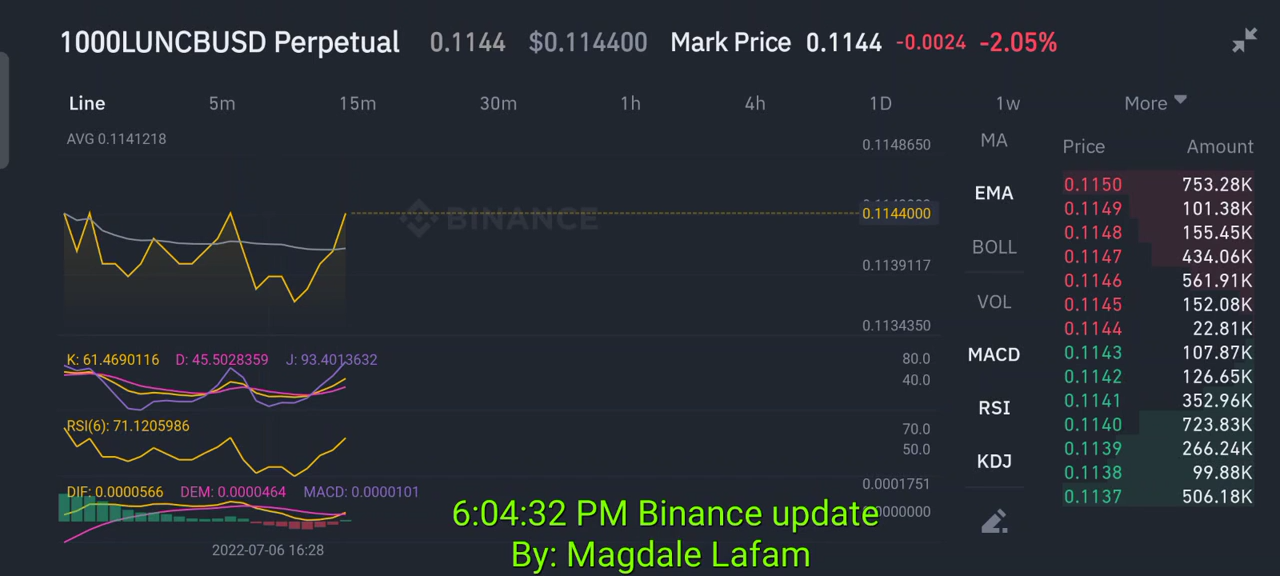 1000LUNCBUSD Perpetual 0.1144 $0.114400 Mark Price 0.1144 -0.0024 -2.05%
Line 5m 15m 30m 1h 4h 1D 1w More
AVG 0.1141218
0.1148650
BINANCE
0.1144000
0.1139117
0.1134350
K: 61.4690116 D: 45.5028359 J: 93.4013632
80.0
40.0
RSI(6): 71.1205986
70.0
50.0
DIF: 0.0000566 DEM: 0.0000464 MACD: 0.0000101
0.0001751
2022-07-06 16:28
MA
EMA
BOLL
VOL
MACD
RSI
KDJ
Price Amount
0.1150 753.28K
0.1149 101.38K
0.1148 155.45K
0.1147 434.06K
0.1146 561.91K
0.1145 152.08K
0.1144 22.81K
0.1143 107.87K
0.1142 126.65K
0.1141 352.96K
0.1140 723.83K
0.1139 266.24K
0.1138 99.88K
0.1137 506.18K
6:04:32 PM Binance update
By: Magdale Lafam